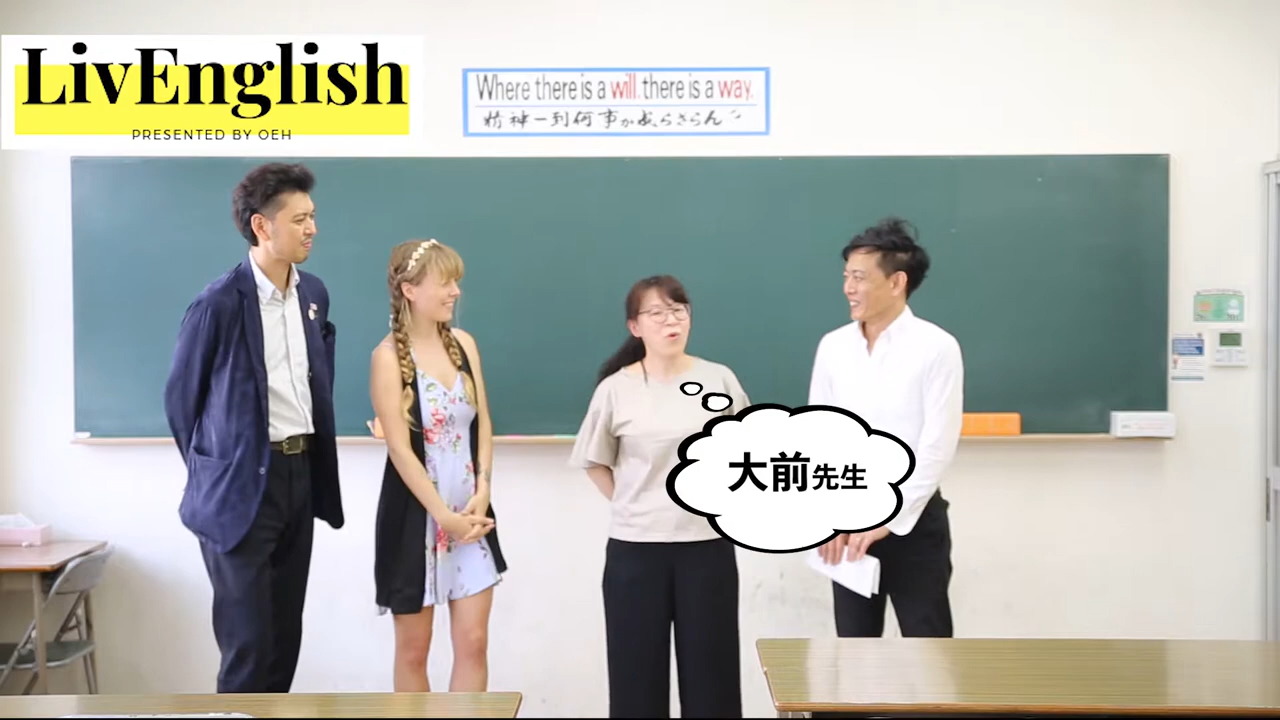 LivEnglish
PRESENTED BY OEH
Where there is a will. there is a way.
精神一到何事か成らざらん
大前先生